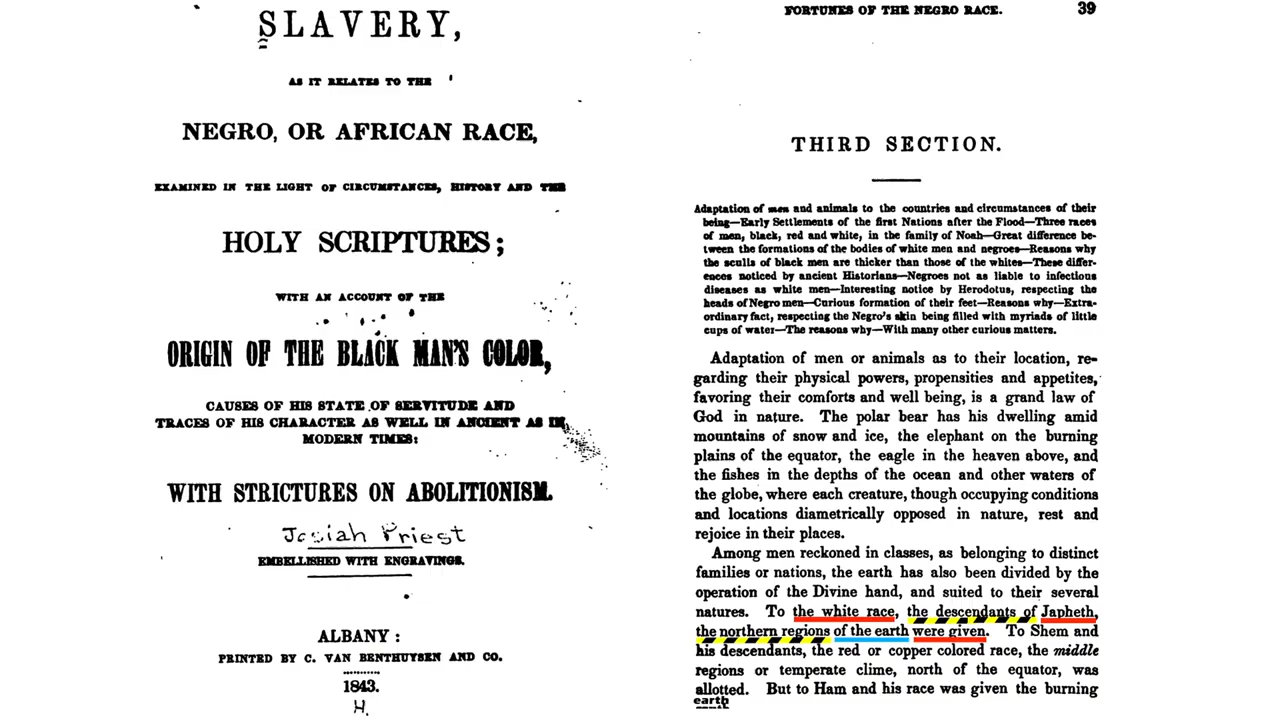 SLAVERY,
AS IT RELATES TO THE
NEGRO, OR AFRICAN RACE,
EXAMINED IN THE LIGHT OF CIRCUMSTANCES, HISTORY AND THE
HOLY SCRIPTURES;
WITH AN ACCOUNT OF THE
ORIGIN OF THE BLACK MAN'S COLOR,
CAUSES OF HIS STATE OF SERVITUDE AND
TRACES OF HIS CHARACTER AS WELL IN ANCIENT AS IN
MODERN TIMES:
WITH STRICTURES ON ABOLITIONISM.
Josiah Priest
EMBELLISHED WITH ENGRAVINGS.
ALBANY:
PRINTED BY C. VAN BENTHUYSEN AND CO.
1843.
H.
FORTUNES OF THE NEGRO RACE. 39
THIRD SECTION.
Adaptation of men and animals to the countries and circumstances of their
being—Early Settlements of the first Nations after the Flood—Three races
of men, black, red and white, in the family of Noah—Great difference be-
tween the formations of the bodies of white men and negroes—Reasons why
the sculls of black men are thicker than those of the whites—These differ-
ences noticed by ancient Historians—Negroes not as liable to infectious
diseases as white men—Interesting notice by Herodotus, respecting the
heads of Negro men—Curious formation of their feet—Reasons why—Extra-
ordinary fact, respecting the Negro's skin being filled with myriads of little
cups of water—The reasons why—With many other curious matters.
Adaptation of men or animals as to their location, re-
garding their physical powers, propensities and appetites,
favoring their comforts and well being, is a grand law of
God in nature. The polar bear has his dwelling amid
mountains of snow and ice, the elephant on the burning
plains of the equator, the eagle in the heaven above, and
the fishes in the depths of the ocean and other waters of
the globe, where each creature, though occupying conditions
and locations diametrically opposed in nature, rest and
rejoice in their places.
Among men reckoned in classes, as belonging to distinct
families or nations, the earth has also been divided by the
operation of the Divine hand, and suited to their several
natures. To the white race, the descendants of Japheth,
the northern regions of the earth were given. To Shem and
his descendants, the red or copper colored race, the middle
regions or temperate clime, north of the equator, was
allotted. But to Ham and his race was given the burning
earth